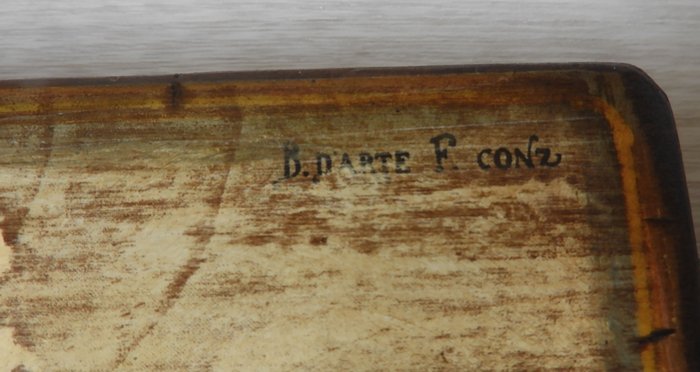 B. D'ARTE F. CONZ